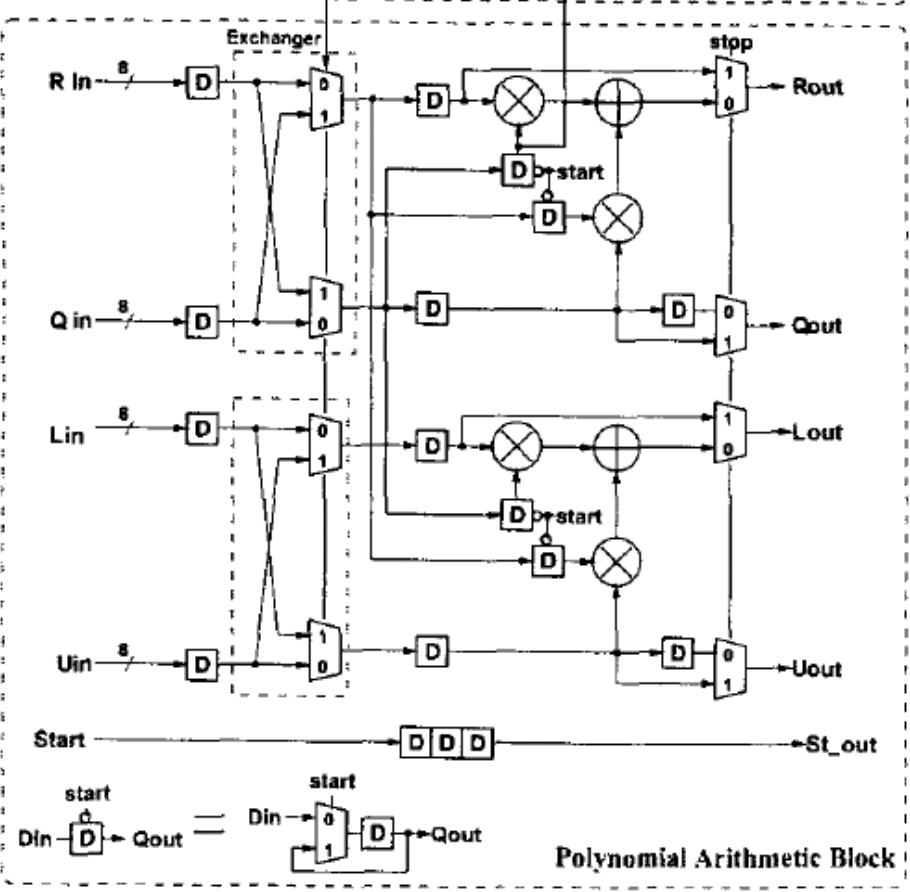 Exchanger
stop
R In 8 D 0 D 1 Rout
1 0
D start
D
1
Q in 8 D 0 D D 0 Qout
1
Lin 8 D 0 D 1 Lout
1 0
D start
D
1
Uin 8 D 0 D D 0 Uout
1
Start D D D St_out
start start
Din D Qout = Din 0 D Qout
1
Polynomial Arithmetic Block